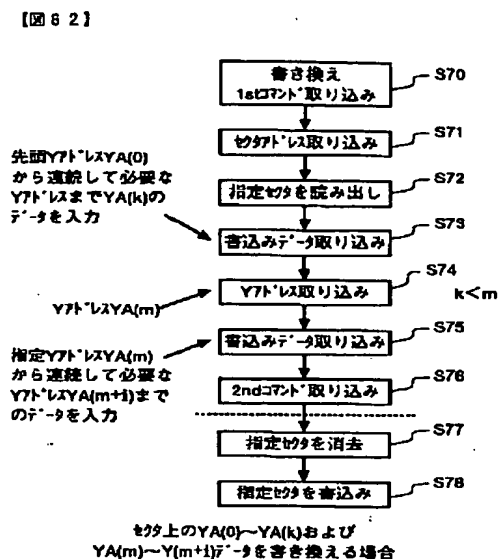 【図82】
書き換え
1stコマンド取り込み
S70
セクタアドレス取り込み
S71
指定セクタを読み出し
S72
先頭YアドレスYA(0)
から連続して必要な
YアドレスまでYA(k)の
データを入力
書込みデータ取り込み
S73
Yアドレス取り込み
S74
k<m
YアドレスYA(m)
書込みデータ取り込み
S75
指定YアドレスYA(m)
から連続して必要な
YアドレスYA(m+i)まで
のデータを入力
2ndコマンド取り込み
S76
指定セクタを消去
S77
指定セクタを書込み
S78
セクタ上のYA(0)~YA(k)および
YA(m)~Y(m+i)データを書き換える場合